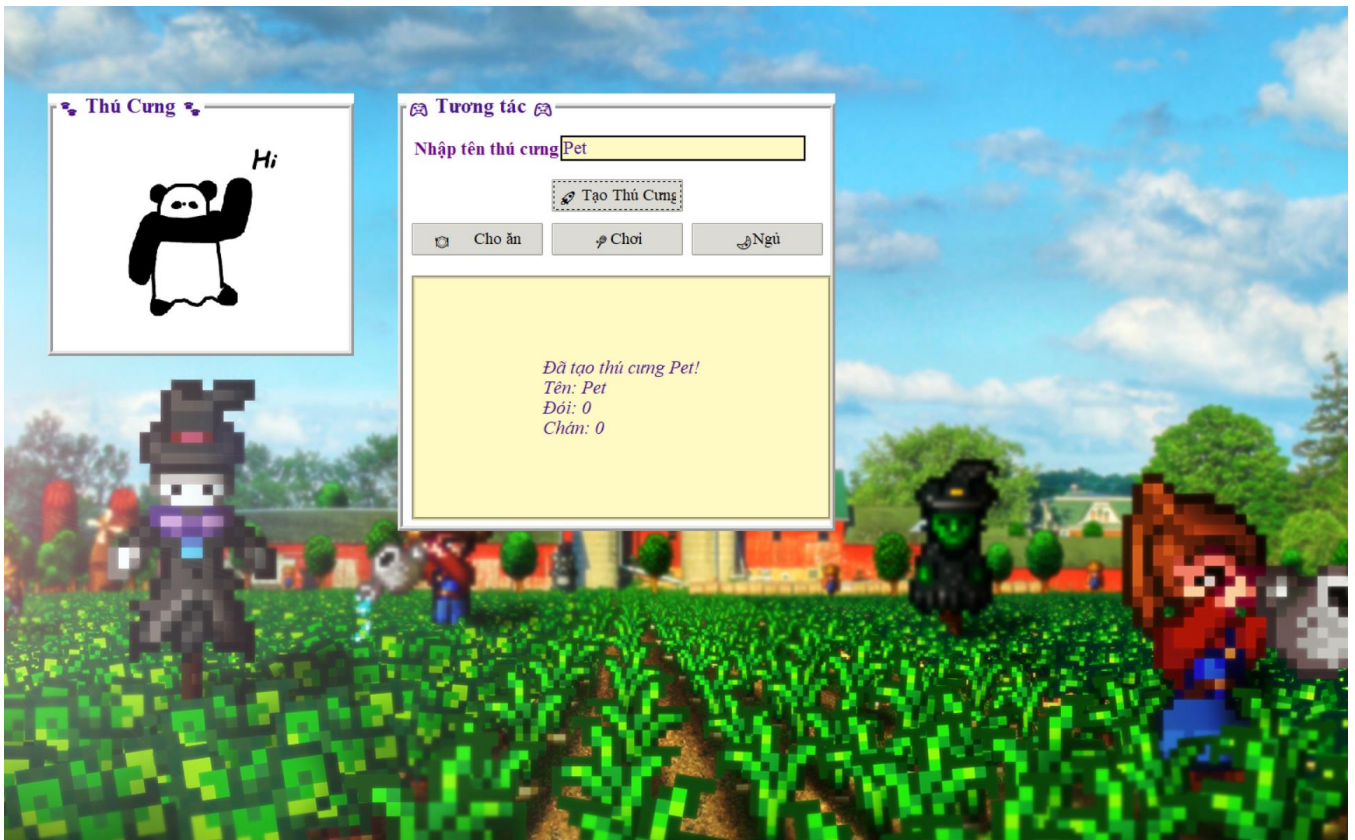 Thú Cưng
Hi
Tương tác
Nhập tên thú cưng Pet
Tạo Thú Cưng
Cho ăn
Chơi
Ngủ
Đã tạo thú cưng Pet!
Tên: Pet
Đói: 0
Chán: 0